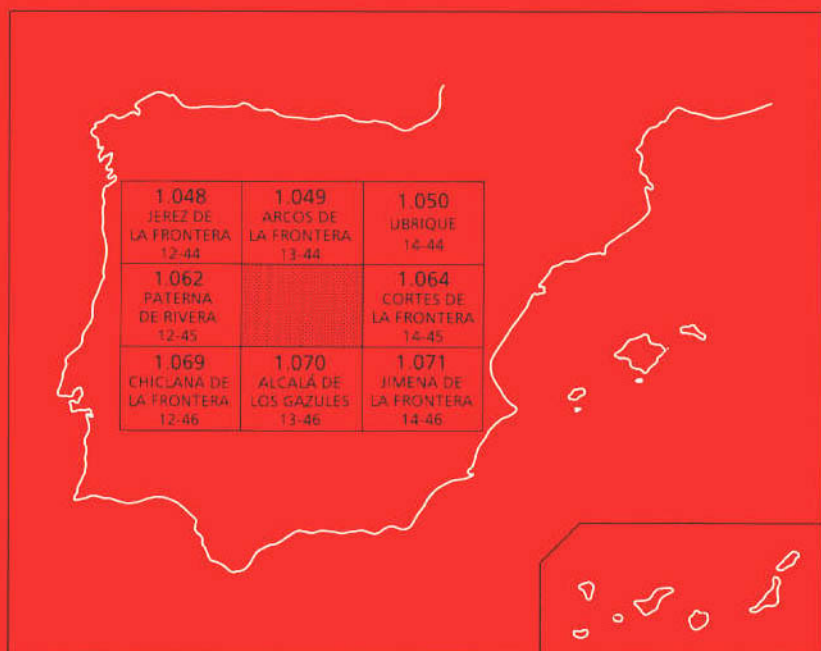 1.048
JEREZ DE
LA FRONTERA
12-44
1.049
ARCOS DE
LA FRONTERA
13-44
1.050
UBRIQUE
14-44
1.062
PATERNA
DE RIVERA
12-45
1.064
CORTES DE
LA FRONTERA
14-45
1.069
CHICLANA DE
LA FRONTERA
12-46
1.070
ALCALÁ DE
LOS GAZULES
13-46
1.071
JIMENA DE
LA FRONTERA
14-46